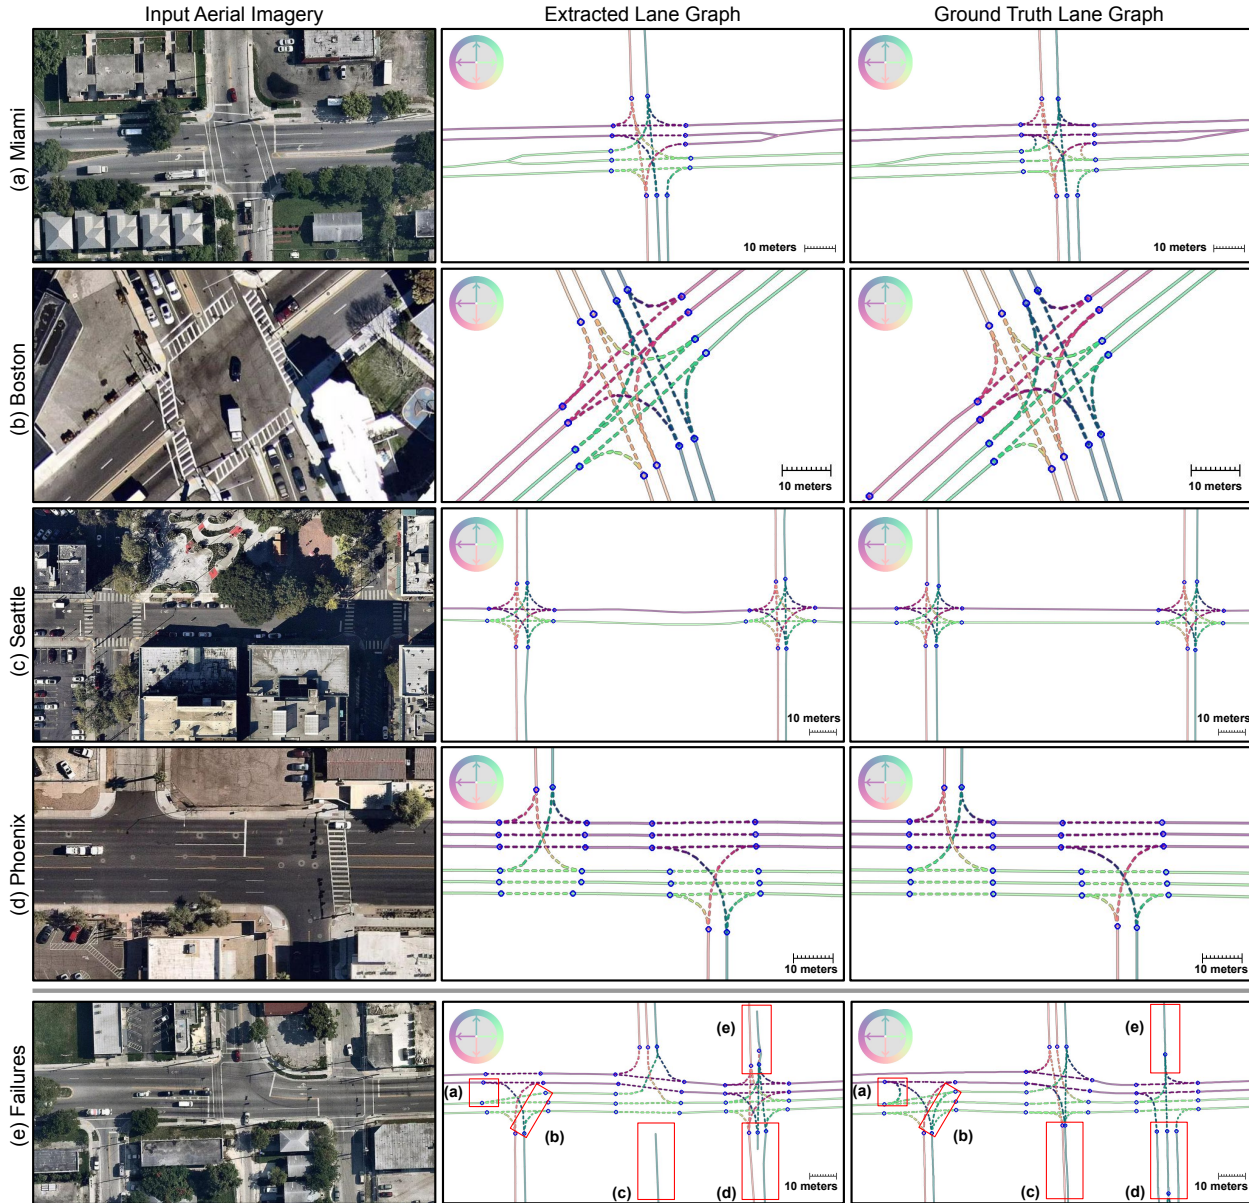 Input Aerial Imagery
Extracted Lane Graph
Ground Truth Lane Graph
(a) Miami
10 meters
10 meters
(b) Boston
10 meters
10 meters
(c) Seattle
10 meters
10 meters
(d) Phoenix
10 meters
10 meters
(e) Failures
(e)
(a)
(b)
(c)
(d)
10 meters
(e)
(a)
(b)
(c)
(d)
10 meters